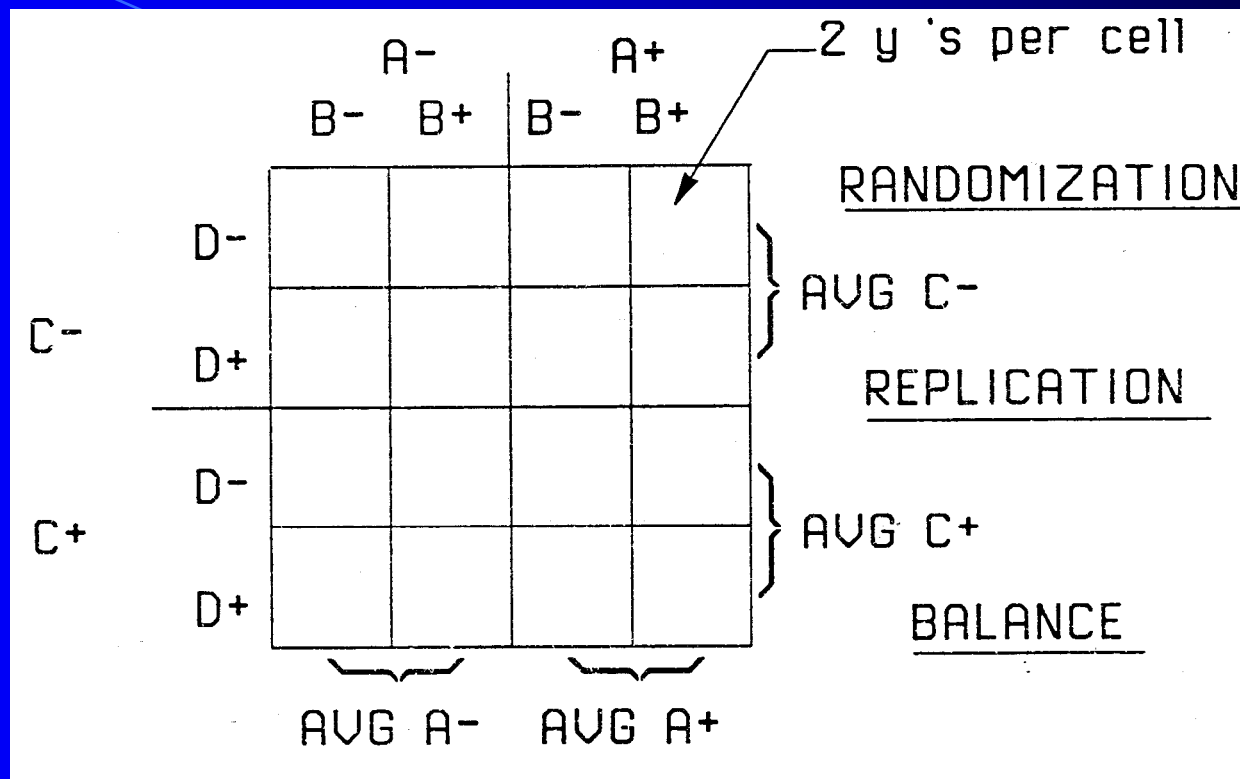 2 y's per cell
A- A+
B- B+ B- B+
RANDOMIZATION
D-
AVG C-
C-
D+
REPLICATION
D-
AVG C+
C+
D+
BALANCE
AVG A- AVG A+